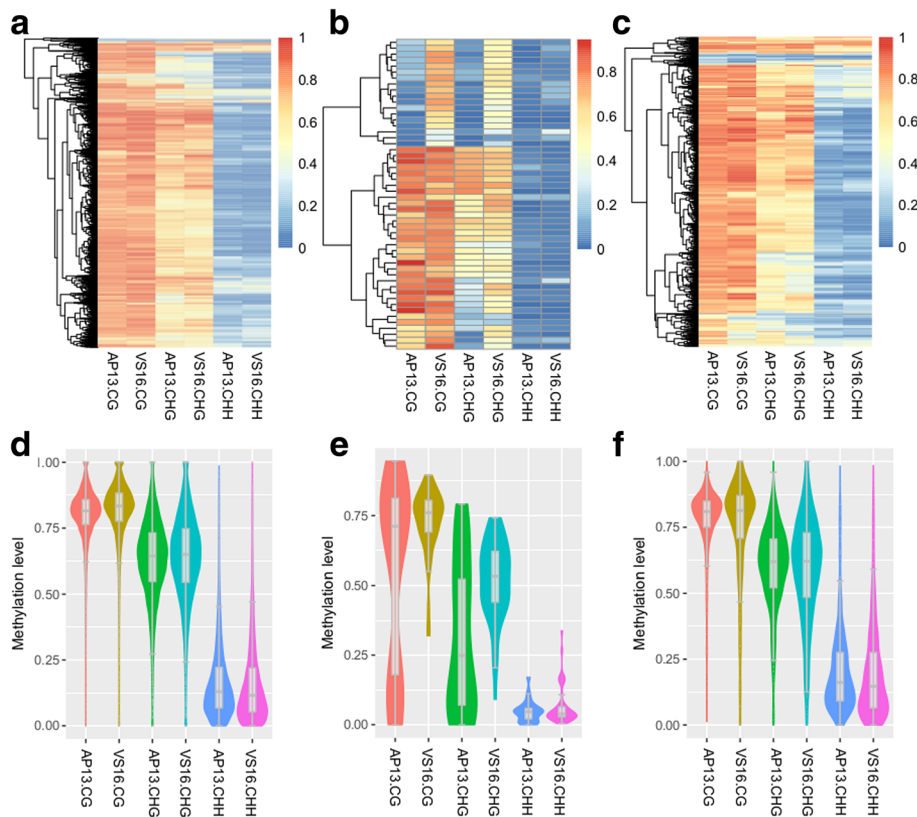 a
1
0.8
0.6
0.4
0.2
0
AP13.CG
VS16.CG
AP13.CHG
VS16.CHG
AP13.CHH
VS16.CHH
b
0.8
0.6
0.4
0.2
0
AP13.CG
VS16.CG
AP13.CHG
VS16.CHG
AP13.CHH
VS16.CHH
c
1
0.8
0.6
0.4
0.2
0
AP13.CG
VS16.CG
AP13.CHG
VS16.CHG
AP13.CHH
VS16.CHH
d
Methylation level
1.00
0.75
0.50
0.25
0.00
AP13.CG
VS16.CG
AP13.CHG
VS16.CHG
AP13.CHH
VS16.CHH
e
Methylation level
0.75
0.50
0.25
0.00
AP13.CG
VS16.CG
AP13.CHG
VS16.CHG
AP13.CHH
VS16.CHH
f
Methylation level
1.00
0.75
0.50
0.25
0.00
AP13.CG
VS16.CG
AP13.CHG
VS16.CHG
AP13.CHH
VS16.CHH